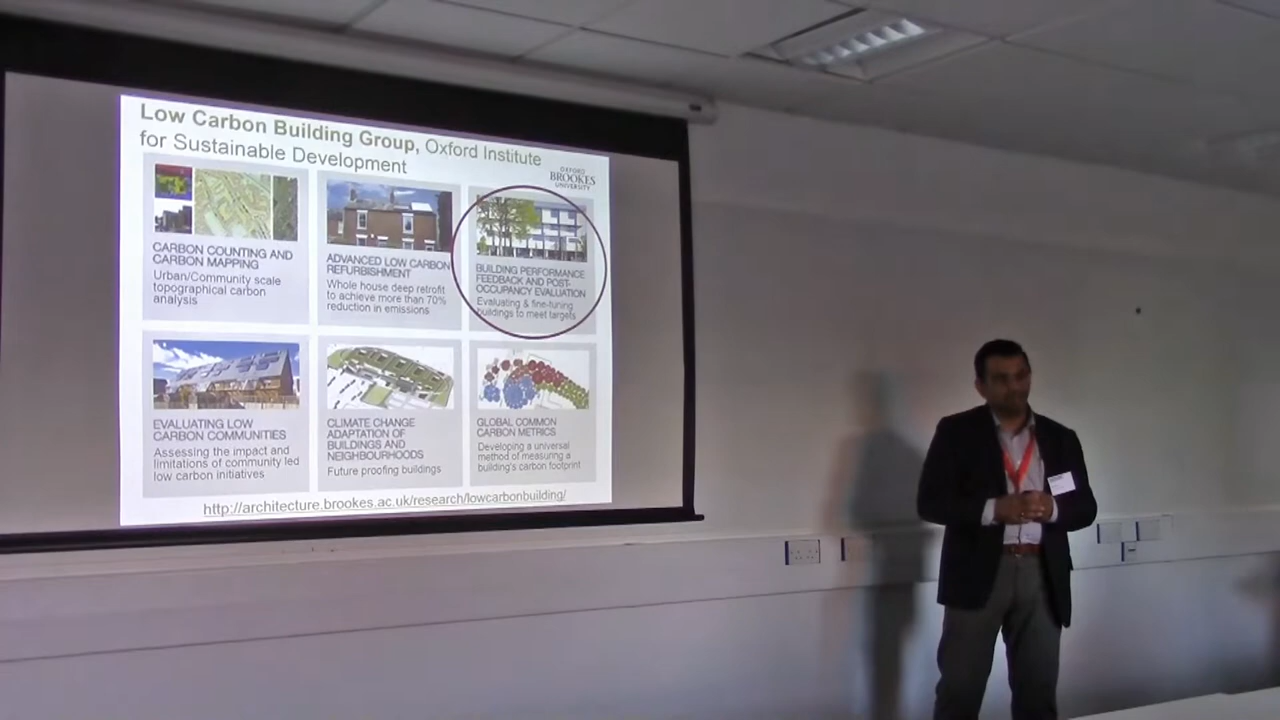 Low Carbon Building Group, Oxford Institute
for Sustainable Development
OXFORD
BROOKES
UNIVERSITY
CARBON COUNTING AND
CARBON MAPPING
Urban/Community scale
topographical carbon
analysis
ADVANCED LOW CARBON
REFURBISHMENT
Whole house deep retrofit
to achieve more than 70%
reduction in emissions
BUILDING PERFORMANCE
FEEDBACK AND POST-
OCCUPANCY EVALUATION
Evaluating & fine-tuning
buildings to meet targets
EVALUATING LOW
CARBON COMMUNITIES
Assessing the impact and
limitations of community led
low carbon initiatives
CLIMATE CHANGE
ADAPTATION OF
BUILDINGS AND
NEIGHBOURHOODS
Future proofing buildings
GLOBAL COMMON
CARBON METRICS
Developing a universal
method of measuring a
building's carbon footprint
http://architecture.brookes.ac.uk/research/lowcarbonbuilding/